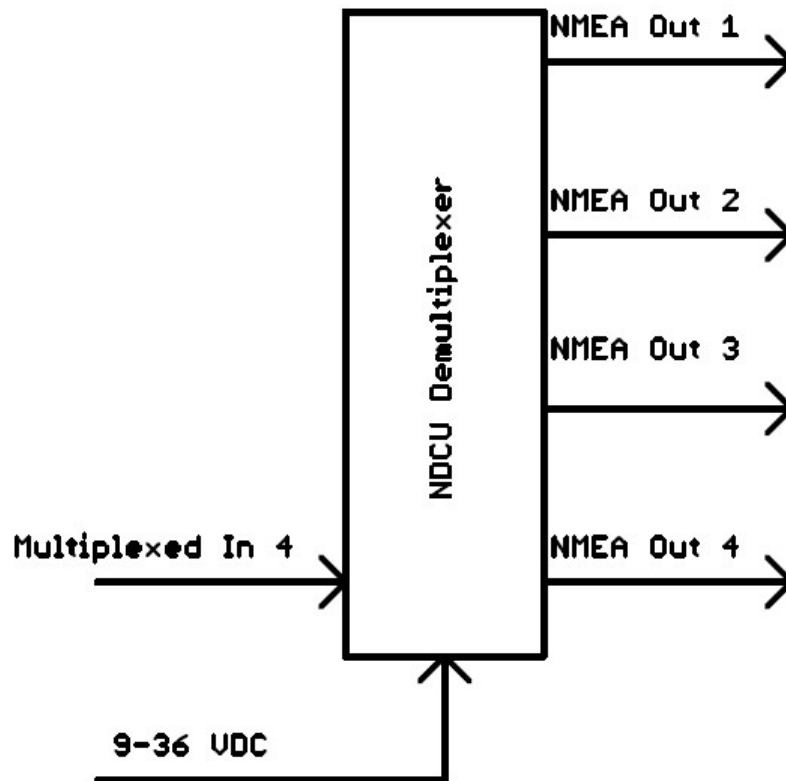 NMEA Out 1
NMEA Out 2
NDCU Demultiplexer
NMEA Out 3
Multiplexed In 4
NMEA Out 4
9-36 VDC